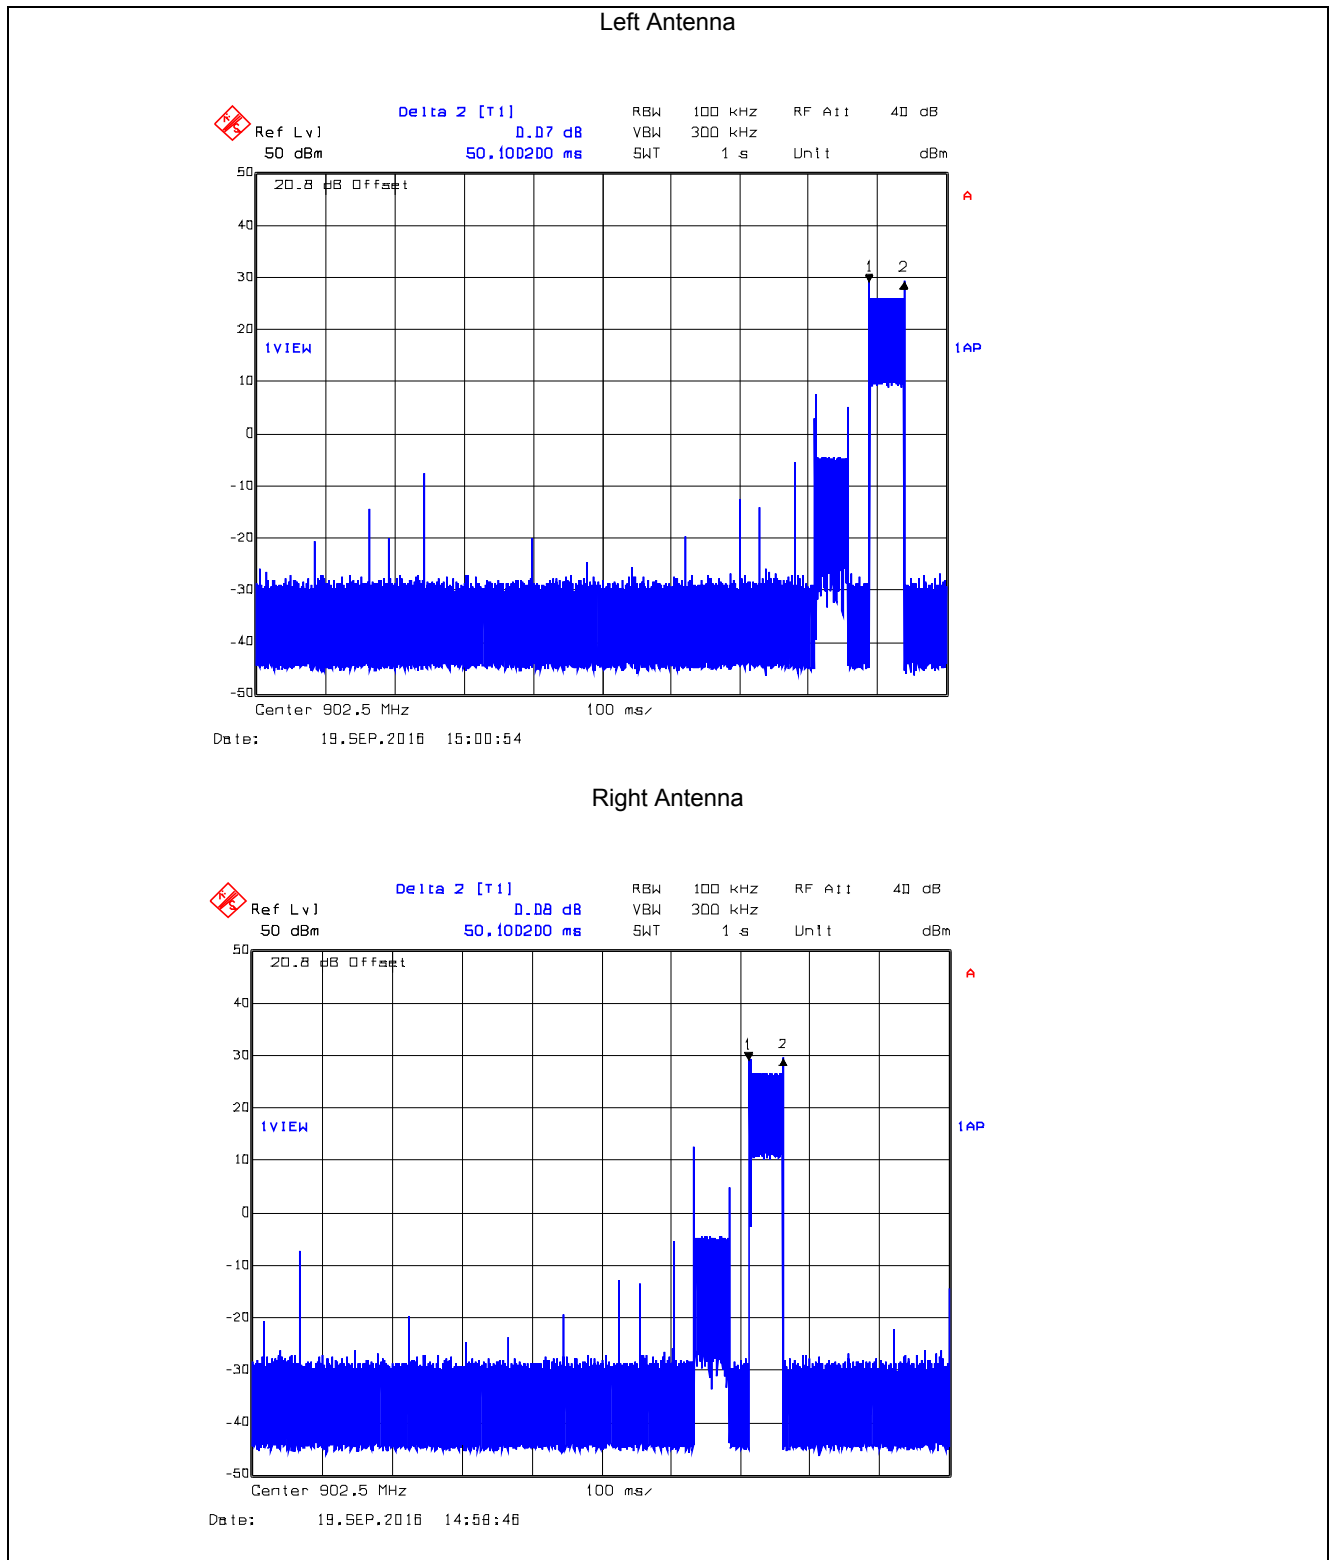 Left Antenna
Delta 2 [T1] RBW 100 kHz RF Att 40 dB
Ref Lvl 0.07 dB VBW 300 kHz
50 dBm 50.100200 ms SWT 1 s Unit dBm
50
20.8 dB Offset
A
40
30
1 2
20
1VIEW 1AP
10
0
-10
-20
-30
-40
-50
Center 902.5 MHz 100 ms/
Date: 19.SEP.2016 15:00:54
Right Antenna
Delta 2 [T1] RBW 100 kHz RF Att 40 dB
Ref Lvl 0.08 dB VBW 300 kHz
50 dBm 50.100200 ms SWT 1 s Unit dBm
50
20.8 dB Offset
A
40
1 2
30
20
1VIEW 1AP
10
0
-10
-20
-30
-40
-50
Center 902.5 MHz 100 ms/
Date: 19.SEP.2016 14:58:46